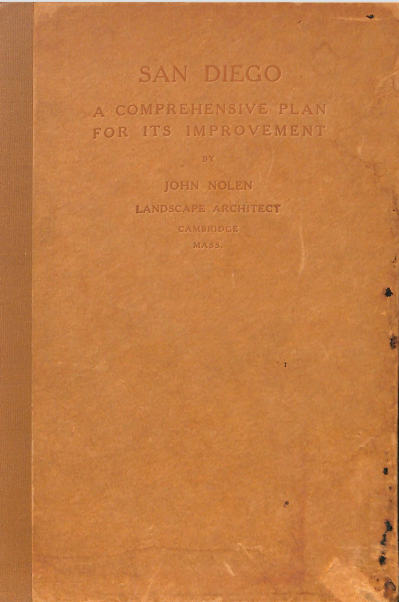 SAN DIEGO
A COMPREHENSIVE PLAN
FOR ITS IMPROVEMENT
BY
JOHN NOLEN
LANDSCAPE ARCHITECT
CAMBRIDGE
MASS.